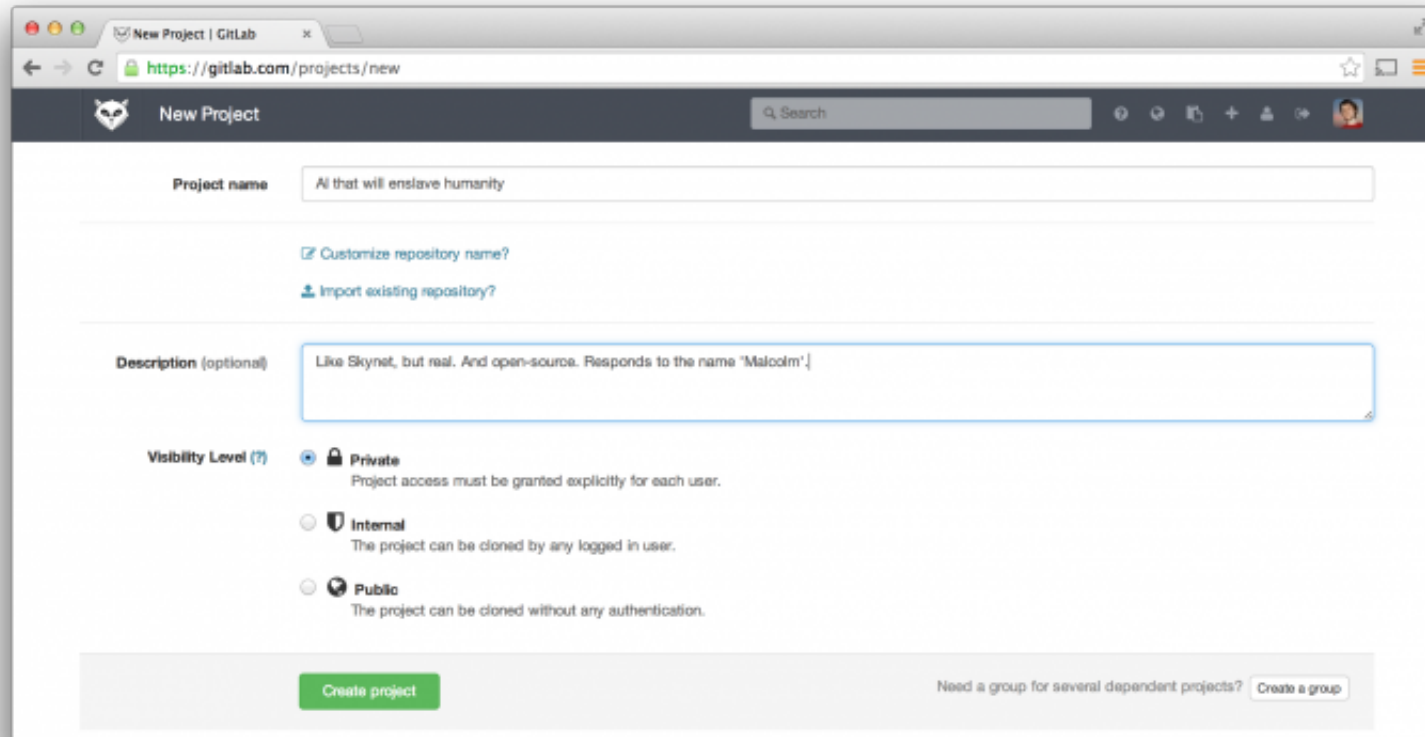 New Project | GitLab
https://gitlab.com/projects/new
New Project
Search
Project name
AI that will enslave humanity
Customize repository name?
Import existing repository?
Description (optional)
Like Skynet, but real. And open-source. Responds to the name 'Malcolm'.
Visibility Level (?)
Private
Project access must be granted explicitly for each user.
Internal
The project can be cloned by any logged in user.
Public
The project can be cloned without any authentication.
Create project
Need a group for several dependent projects? Create a group